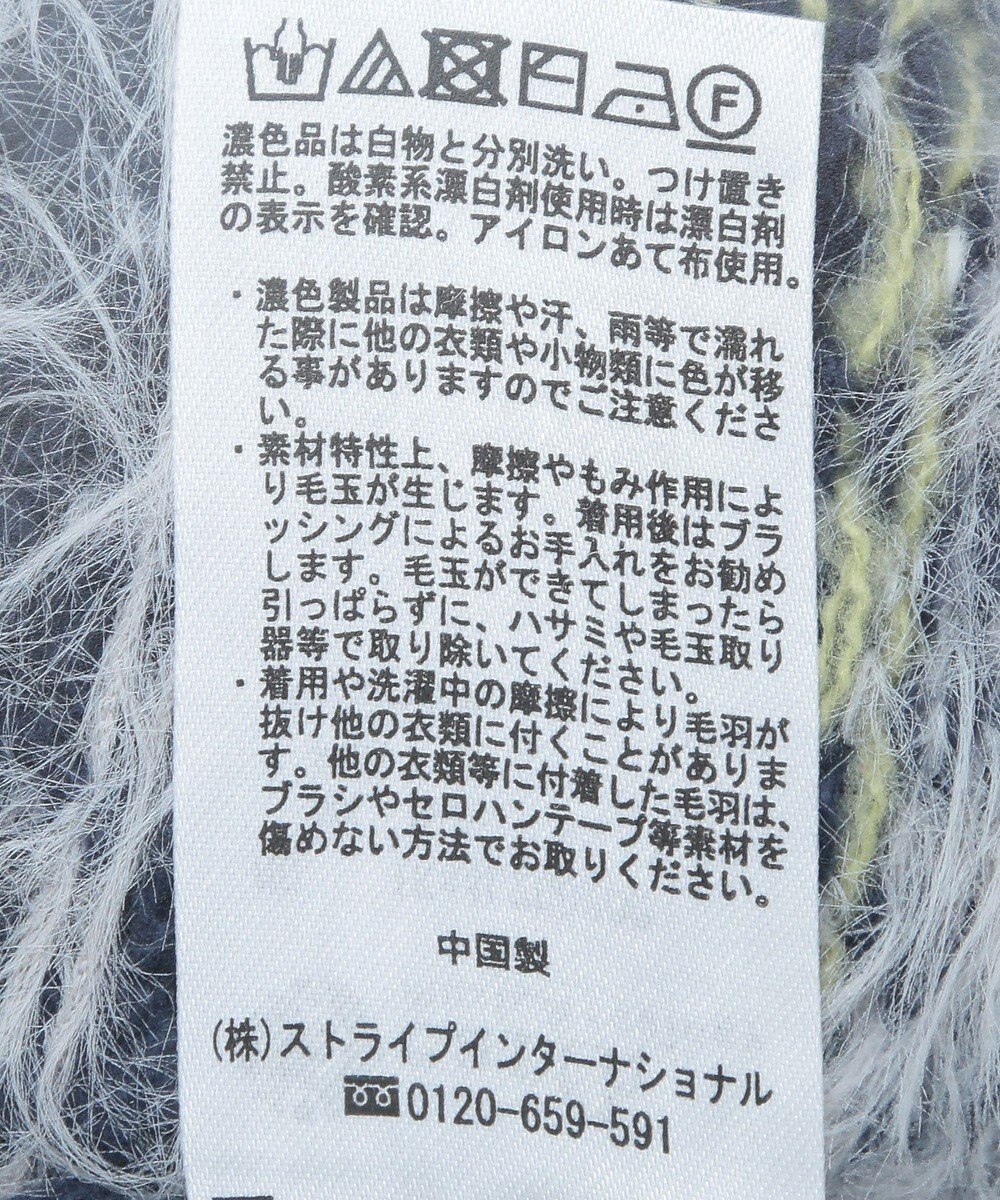 F
濃色品は白物と分別洗い。つけ置き
禁止。酸素系漂白剤使用時は漂白剤
の表示を確認。アイロンあて布使用。
・濃色製品は摩擦や汗、雨等で濡れ
た際に他の衣類や小物類に色が移
る事がありますのでご注意くださ
い。
・素材特性上、摩擦やもみ作用によ
り毛玉が生じます。着用後はブラ
ッシングによるお手入れをお勧め
します。毛玉ができてしまったら
引っぱらずに、ハサミや毛玉取り
器等で取り除いてください。
・着用や洗濯中の摩擦により毛羽が
抜け他の衣類に付くことがありま
す。他の衣類等に付着した毛羽は、
ブラシやセロハンテープ等素材を
傷めない方法でお取りください。
中国製
(株)ストライプインターナショナル
0120-659-591